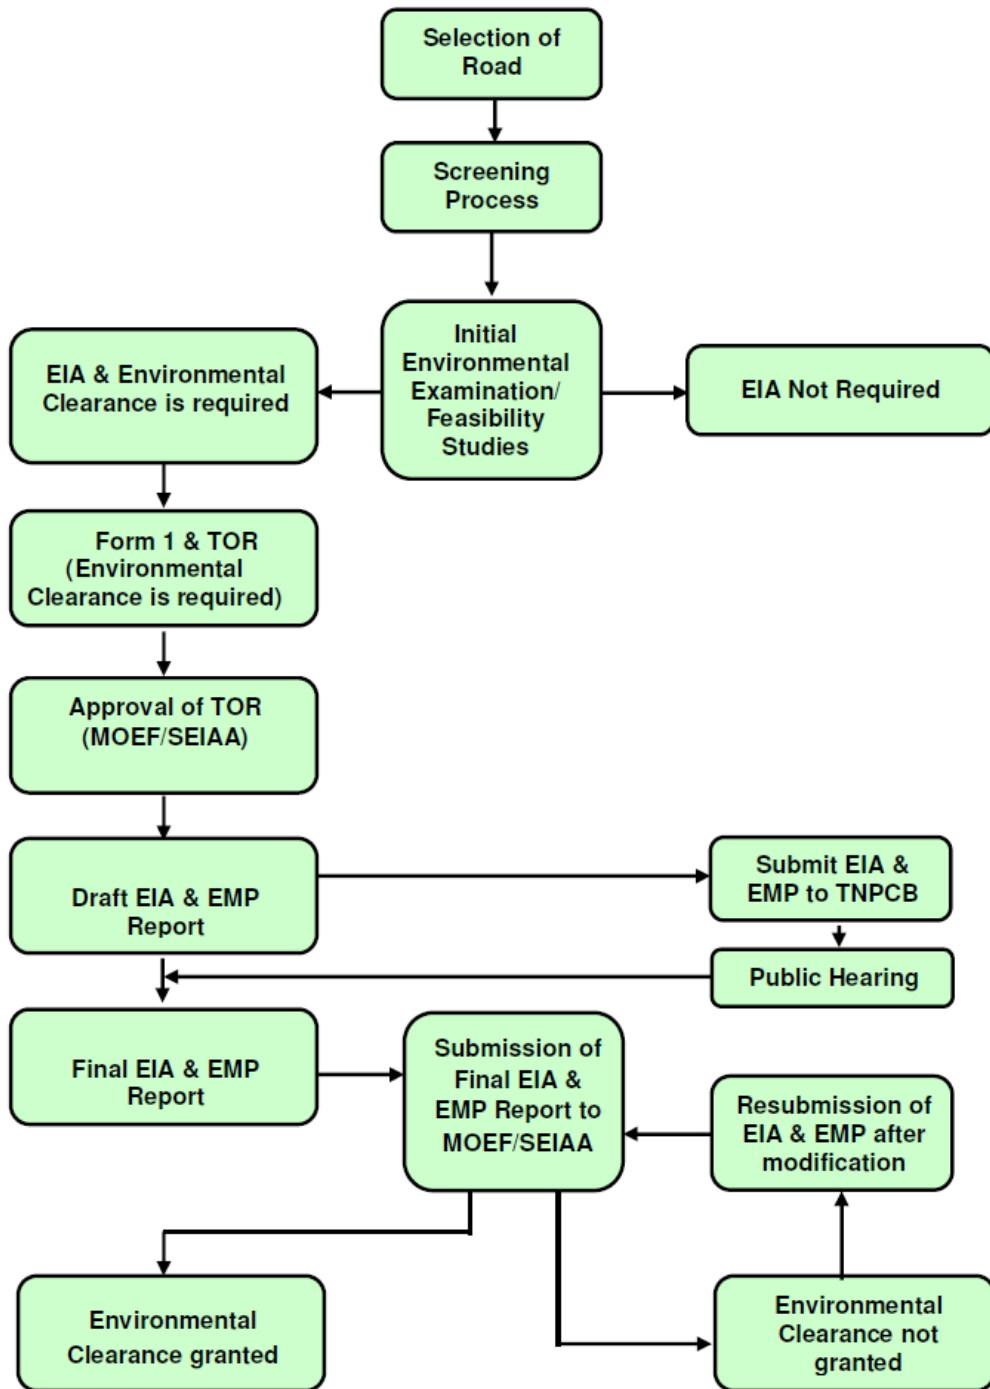 Selection of
Road
Screening
Process
Initial
Environmental
Examination/
Feasibility
Studies
EIA & Environmental
Clearance is required
EIA Not Required
Form 1 & TOR
(Environmental
Clearance is required)
Approval of TOR
(MOEF/SEIAA)
Draft EIA & EMP
Report
Submit EIA &
EMP to TNPCB
Public Hearing
Final EIA & EMP
Report
Submission of
Final EIA &
EMP Report to
MOEF/SEIAA
Resubmission of
EIA & EMP after
modification
Environmental
Clearance granted
Environmental
Clearance not
granted